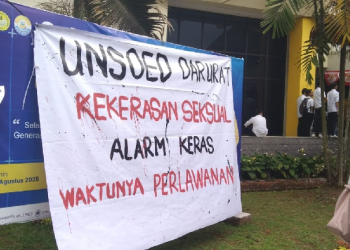 UNSOED DARURAT
KEKERASAN SEKSUAL
ALARM KERAS
WAKTUNYA PERLAWANAN